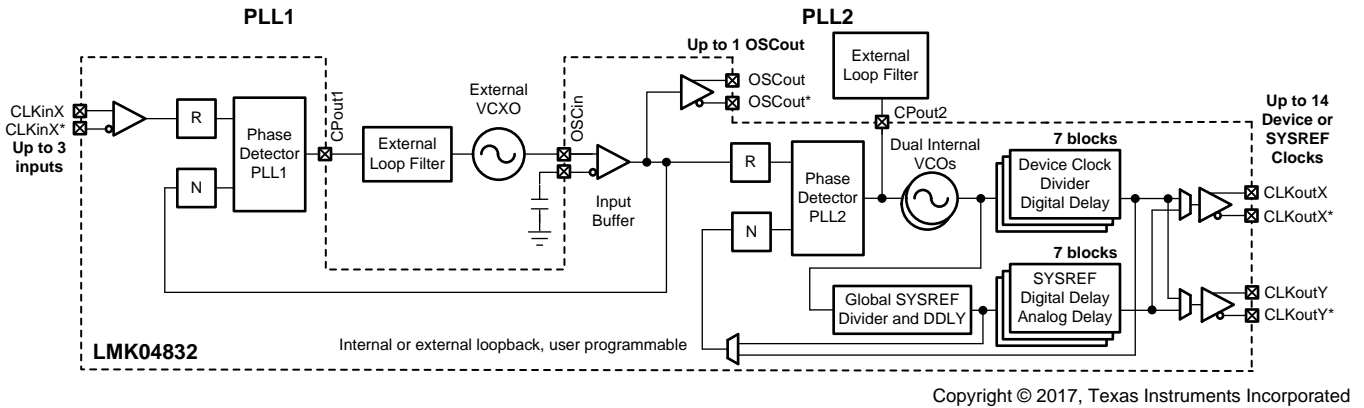 PLL1
PLL2
Up to 1 OSCout
OSCout
OSCout*
External
Loop Filter
CPout2
External
VCXO
OSCin
CPout1
CLKinX
CLKinX*
Up to 3
inputs
R
N
Phase
Detector
PLL1
External
Loop Filter
Input
Buffer
R
N
Phase
Detector
PLL2
Dual Internal
VCOs
7 blocks
Device Clock
Divider
Digital Delay
Up to 14
Device or
SYSREF
Clocks
CLKoutX
CLKoutX*
7 blocks
SYSREF
Digital Delay
Analog Delay
Global SYSREF
Divider and DDLY
CLKoutY
CLKoutY*
Internal or external loopback, user programmable
LMK04832
Copyright © 2017, Texas Instruments Incorporated